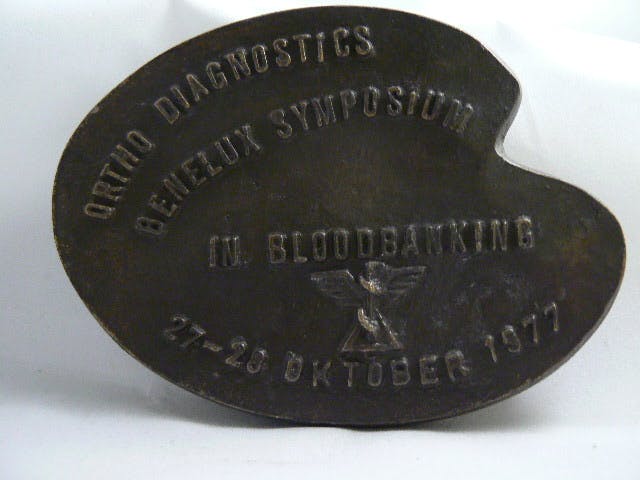 ORTHO DIAGNOSTiCS
BENELUX SYMPOSiUM
iN BLOODBANKiNG
27-28 OKTOBER 1977